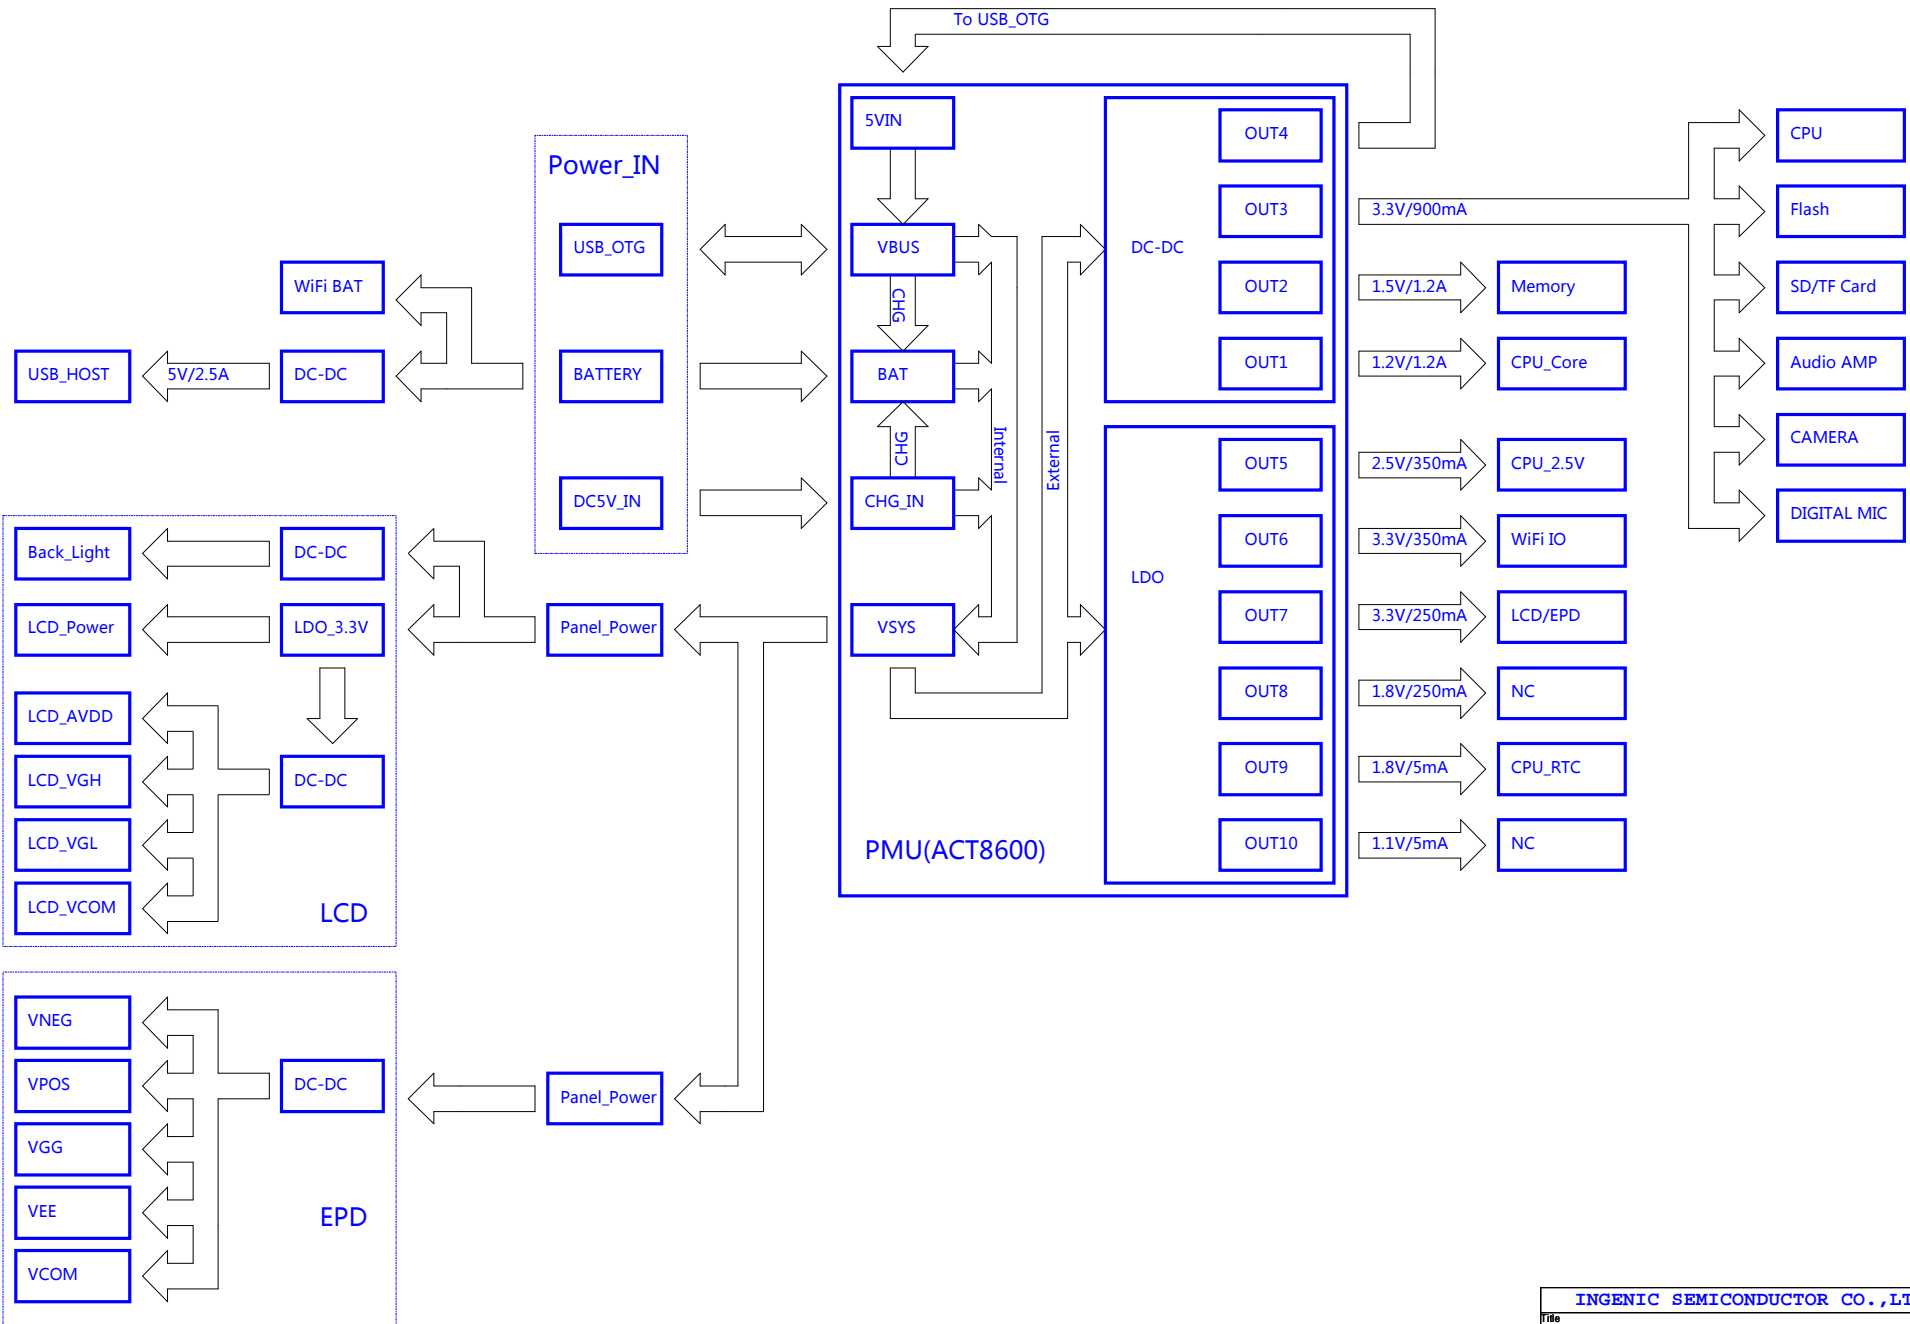 To USB_OTG
Power_IN
USB_OTG
BATTERY
DC5V_IN
WiFi BAT
DC-DC
5V/2.5A
USB_HOST
5VIN
VBUS
CHG
BAT
CHG
CHG_IN
VSYS
Internal
External
PMU(ACT8600)
DC-DC
OUT4
OUT3
OUT2
OUT1
LDO
OUT5
OUT6
OUT7
OUT8
OUT9
OUT10
3.3V/900mA
1.5V/1.2A
Memory
1.2V/1.2A
CPU_Core
2.5V/350mA
CPU_2.5V
3.3V/350mA
WiFi IO
3.3V/250mA
LCD/EPD
1.8V/250mA
NC
1.8V/5mA
CPU_RTC
1.1V/5mA
NC
CPU
Flash
SD/TF Card
Audio AMP
CAMERA
DIGITAL MIC
Back_Light
DC-DC
LCD_Power
LDO_3.3V
Panel_Power
LCD_AVDD
LCD_VGH
DC-DC
LCD_VGL
LCD_VCOM
LCD
VNEG
VPOS
DC-DC
Panel_Power
VGG
VEE
EPD
VCOM
INGENIC SEMICONDUCTOR CO.,LT
Title